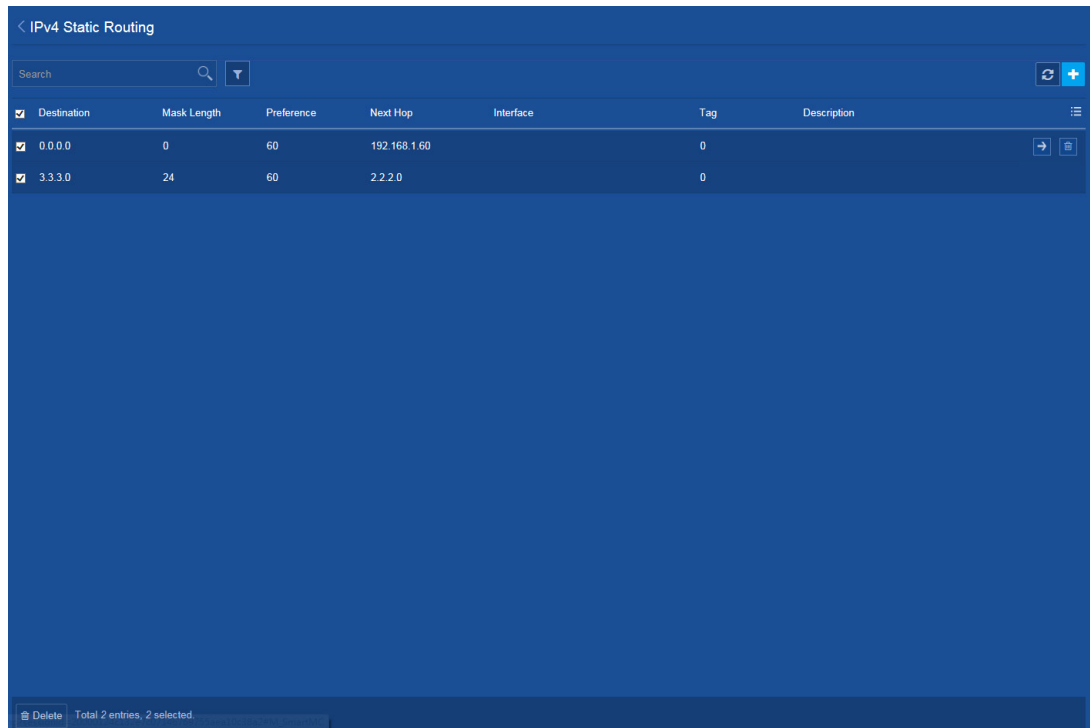 IPv4 Static Routing
Search
Destination Mask Length Preference Next Hop Interface Tag Description
0.0.0.0 0 60 192.168.1.60 0
3.3.3.0 24 60 2.2.2.0 0
Delete Total 2 entries, 2 selected.